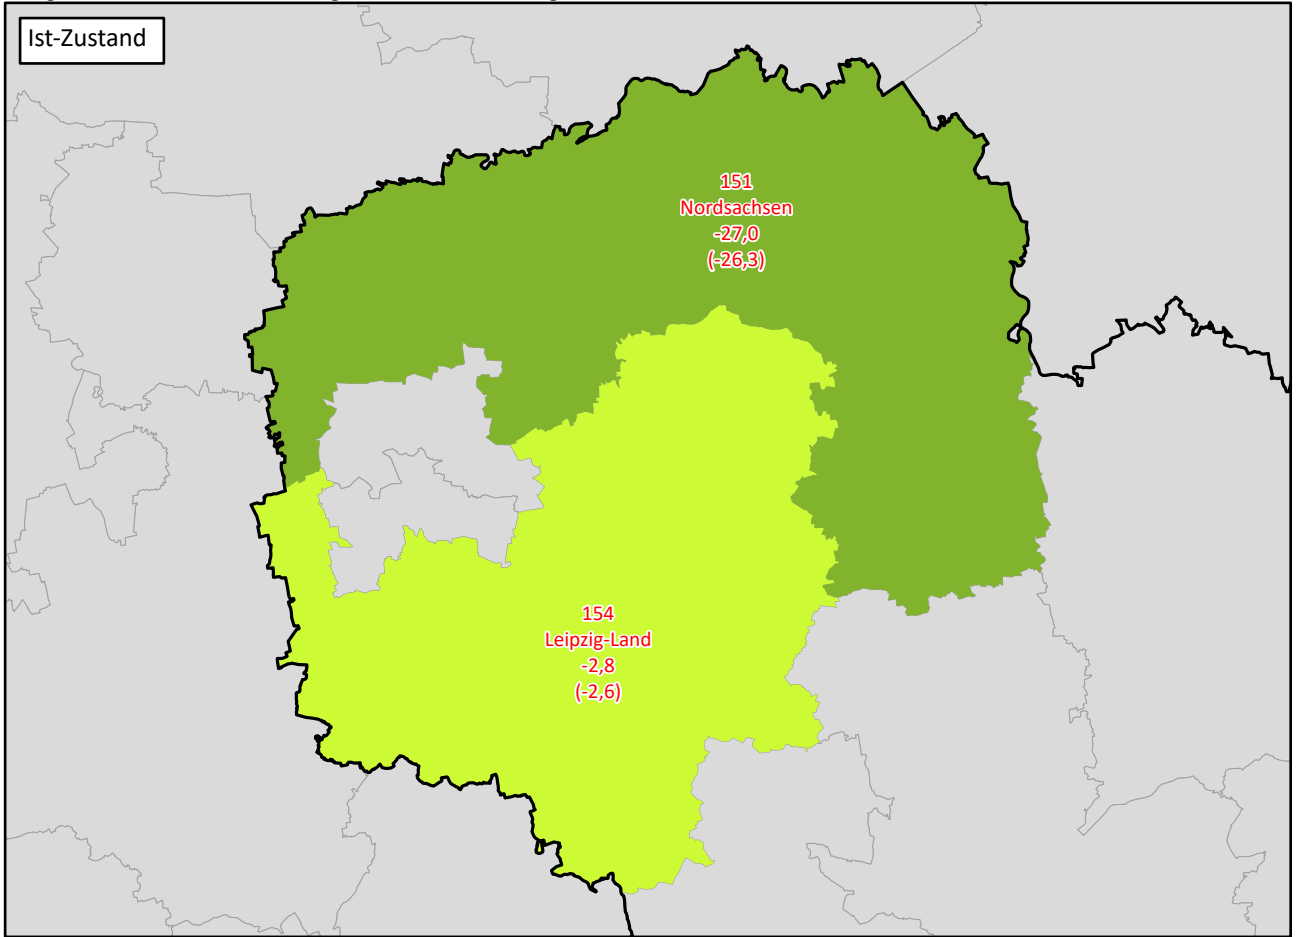 Ist-Zustand
151
Nordsachsen
-27,0
(-26,3)
154
Leipzig-Land
-2,8
(-2,6)